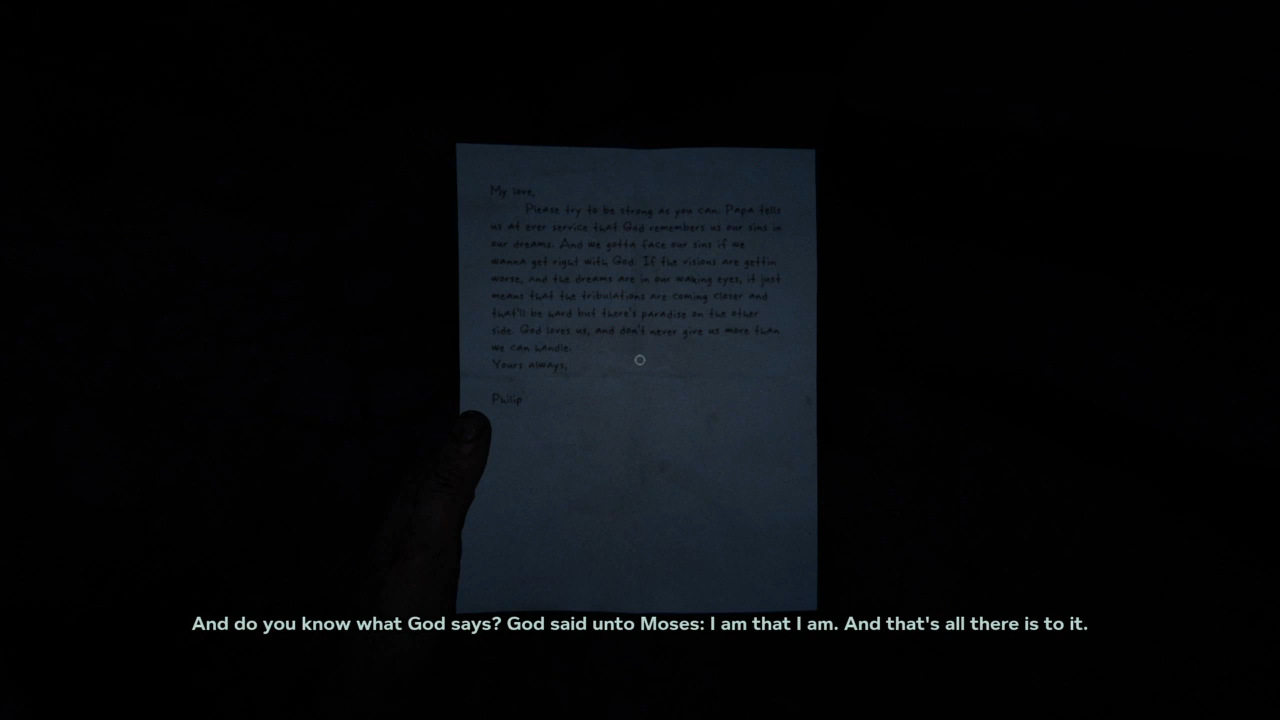 My love,
Please try to be strong as you can. Papa tells
us at ever service that God remembers us our sins in
our dreams. And we gotta face our sins if we
wanna get right with God. If the visions are gettin
worse, and the dreams are in our waking eyes, it just
means that the tribulations are coming closer and
that'll be hard but there's paradise on the other
side. God loves us, and don't never give us more than
we can handle.
Yours always,
Philip
And do you know what God says? God said unto Moses: I am that I am. And that's all there is to it.